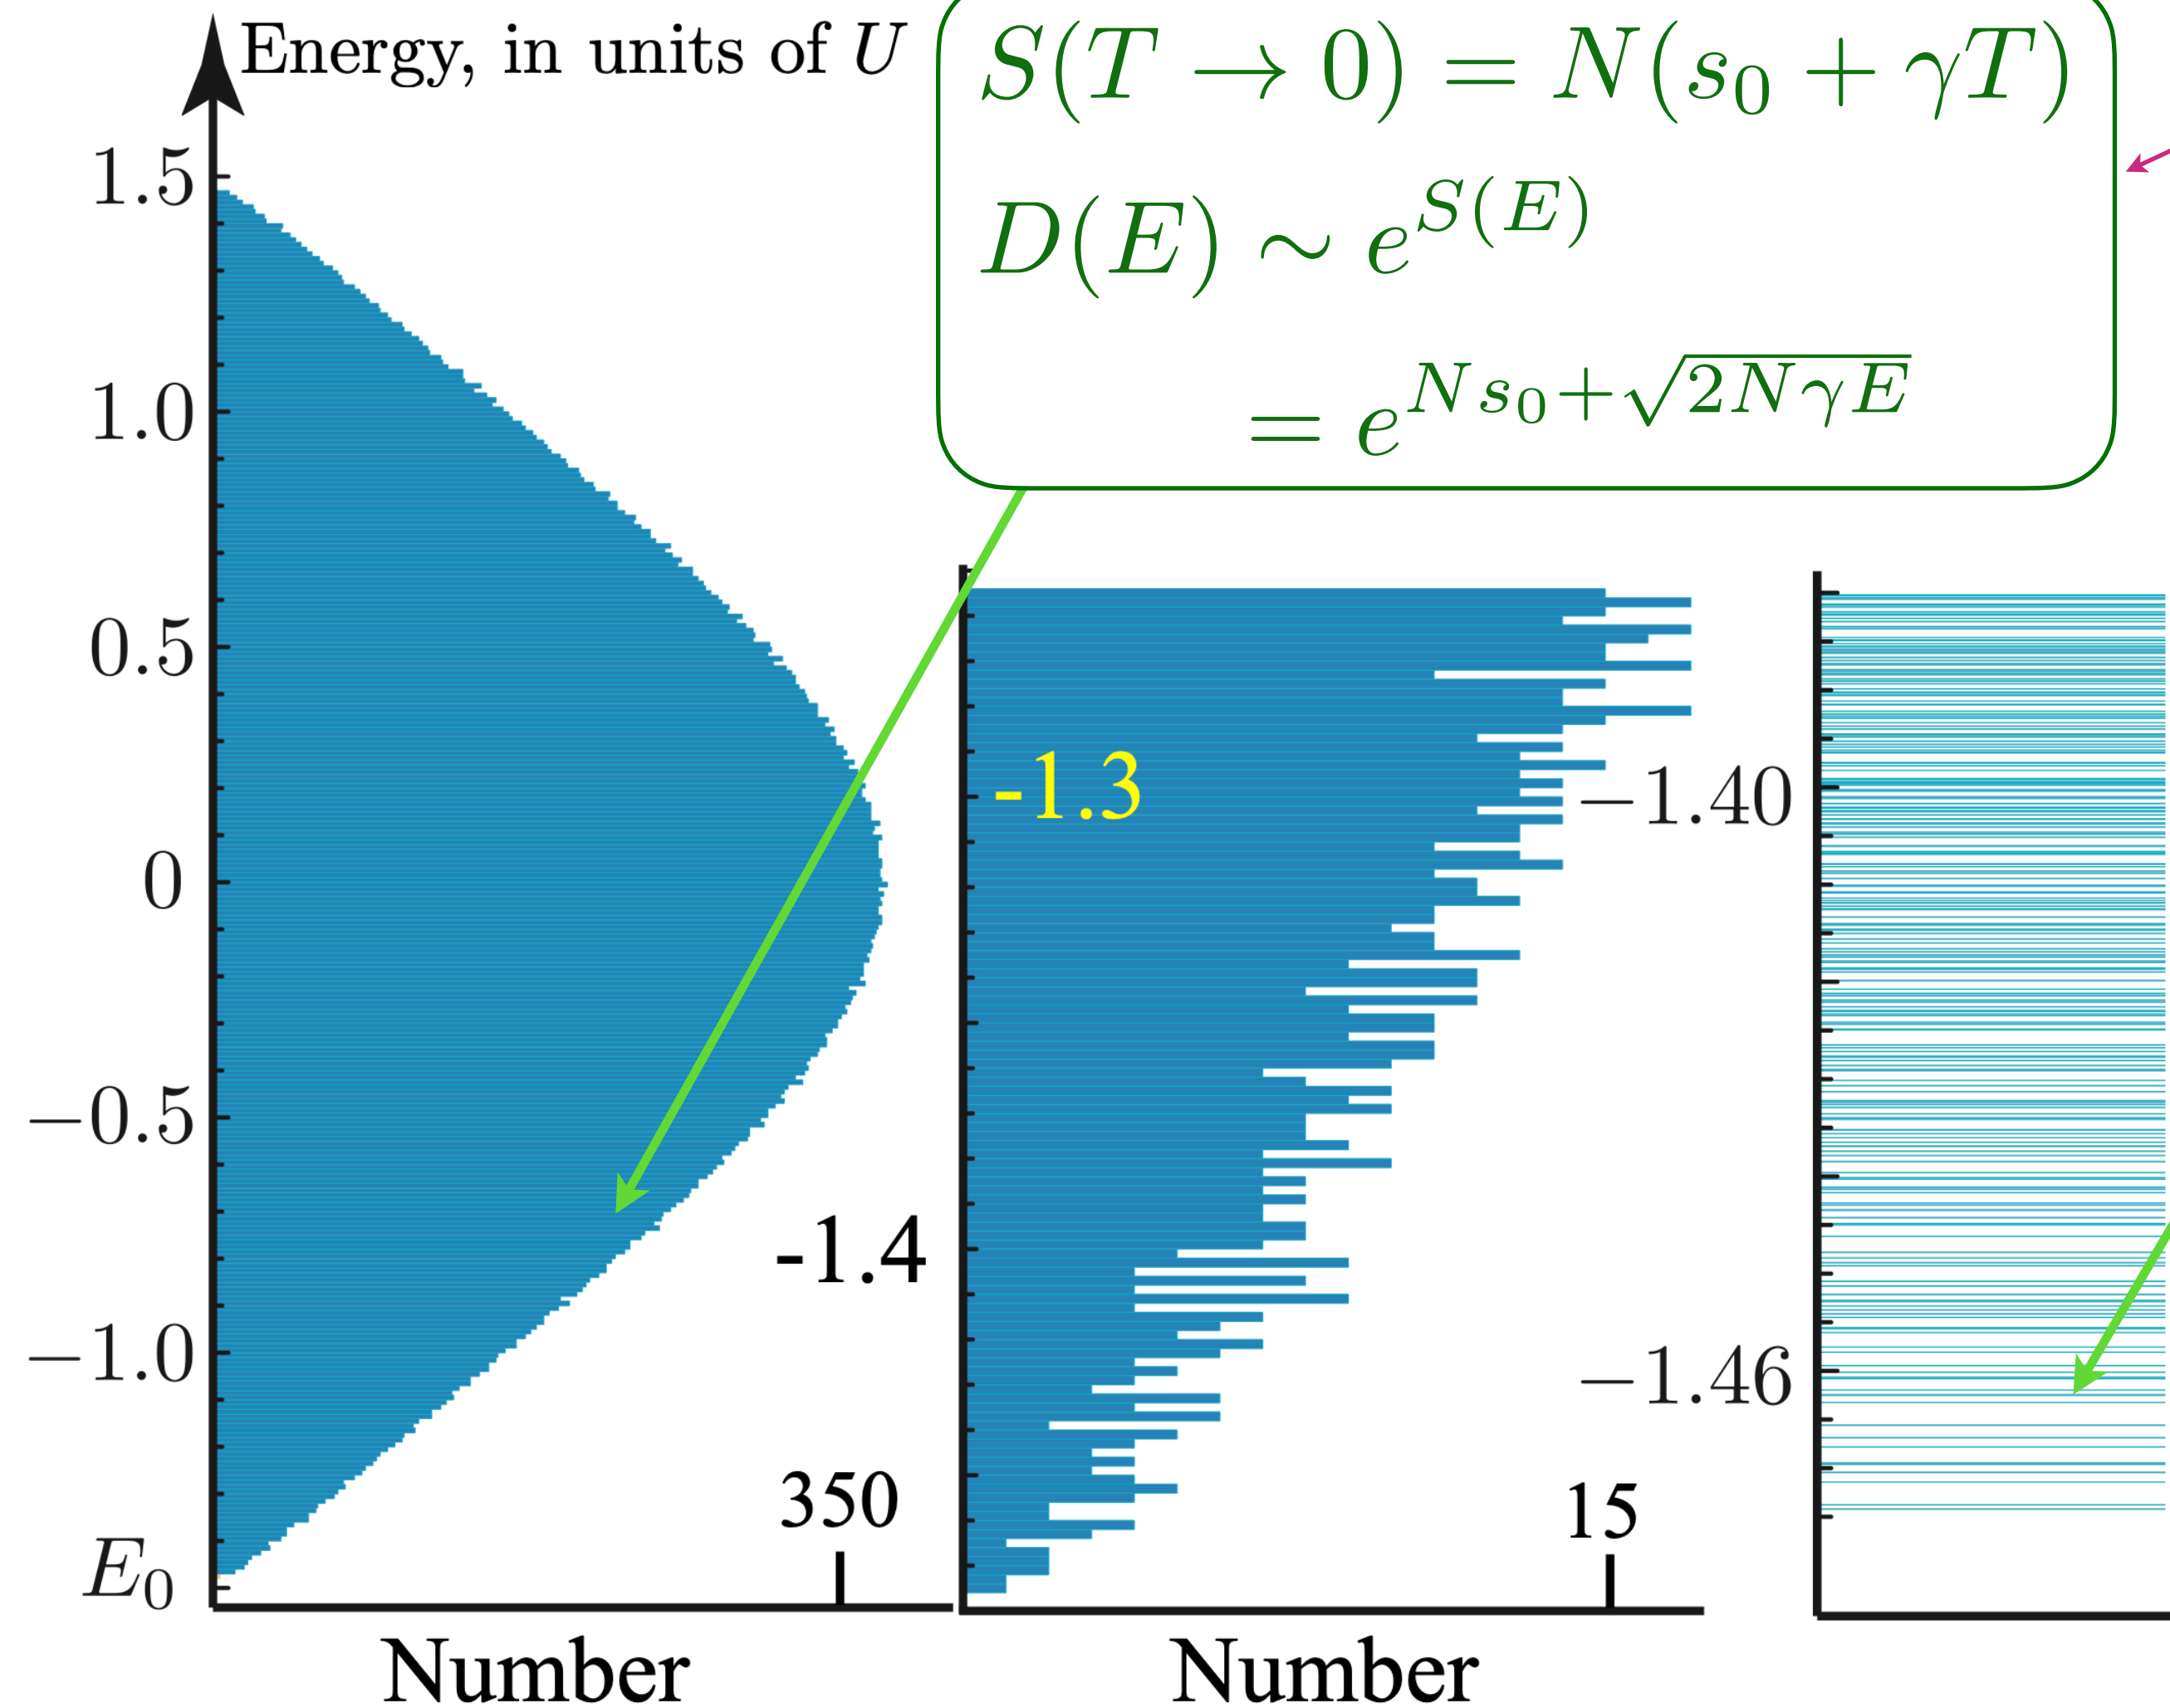 Energy, in units of U
S(T → 0) = N(s₀ + γT)
D(E) ∼ e^{S(E)}
= e^{Ns₀+√(2NγE)}
1.5
1.0
0.5
0
−0.5
−1.0
E₀
350
Number
-1.3
-1.4
15
Number
−1.40
−1.46